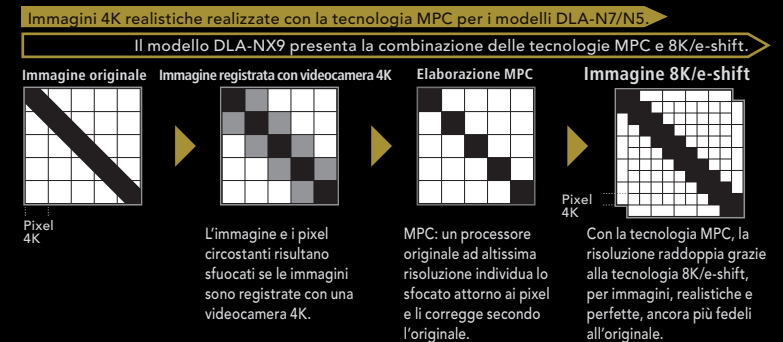 Immagini 4K realistiche realizzate con la tecnologia MPC per i modelli DLA-N7/N5.
Il modello DLA-NX9 presenta la combinazione delle tecnologie MPC e 8K/e-shift.
Immagine originale
Immagine registrata con videocamera 4K
Elaborazione MPC
Immagine 8K/e-shift
Pixel
4K
Pixel
4K
L'immagine e i pixel
circostanti risultano
sfuocati se le immagini
sono registrate con una
videocamera 4K.
MPC: un processore
originale ad altissima
risoluzione individua lo
sfocato attorno ai pixel
e li corregge secondo
l'originale.
Con la tecnologia MPC, la
risoluzione raddoppia grazie
alla tecnologia 8K/e-shift,
per immagini, realistiche e
perfette, ancora più fedeli
all'originale.